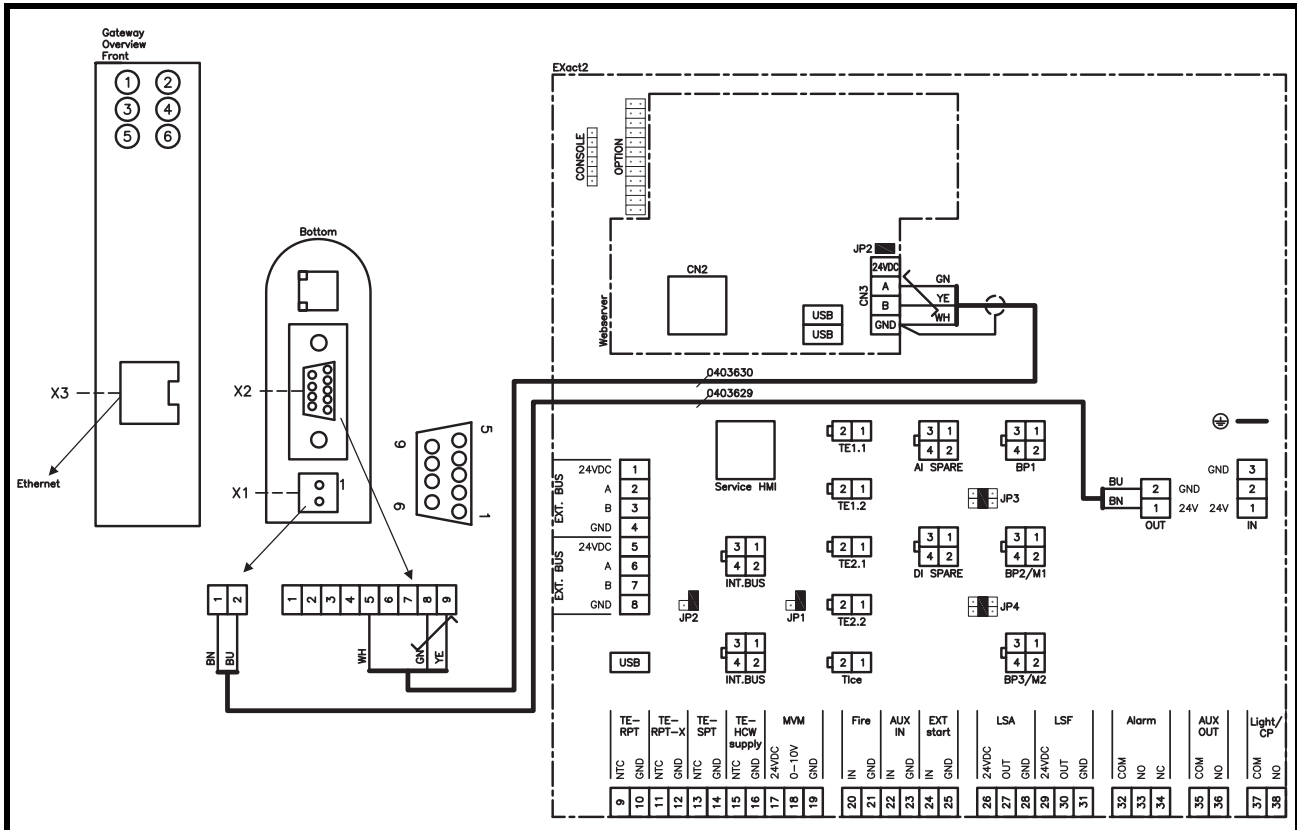 Gateway
Overview
Front
1 2
3 4
5 6
X3
Ethernet
Bottom
X2
X1
1
5
9
6
1
1 2
BN BU
1 2 3 4 5 6 7 8 9
WH GN YE
EXact2
CONSOLE
OPTION
Webserver
CN2
USB
USB
JP2
CN3
24VDC
A
B
GND
GN
YE
WH
0403630
0403629
EXT. BUS
24VDC 1
A 2
B 3
GND 4
EXT. BUS
24VDC 5
A 6
B 7
GND 8
USB
Service HMI
3 1
4 2
INT.BUS
JP2
JP1
3 1
4 2
INT.BUS
2 1
TE1.1
2 1
TE1.2
2 1
TE2.1
2 1
TE2.2
2 1
TIce
3 1
4 2
AI SPARE
3 1
4 2
DI SPARE
3 1
4 2
BP1
JP3
3 1
4 2
BP2/M1
JP4
3 1
4 2
BP3/M2
BU
BN
2 GND
1 24V
OUT
GND 3
2
24V 1
IN
TE-
RPT
NTC GND
9 10
TE-
RPT-X
NTC GND
11 12
TE-
SPT
NTC GND
13 14
TE-
HCW
supply
NTC GND
15 16
MVM
24VDC 0-10V GND
17 18 19
Fire
IN GND
20 21
AUX
IN
IN GND
22 23
EXT
start
IN GND
24 25
LSA
24VDC OUT GND
26 27 28
LSF
24VDC OUT GND
29 30 31
Alarm
COM NO NC
32 33 34
AUX
OUT
COM NO
35 36
Light/
CP
COM NO
37 38